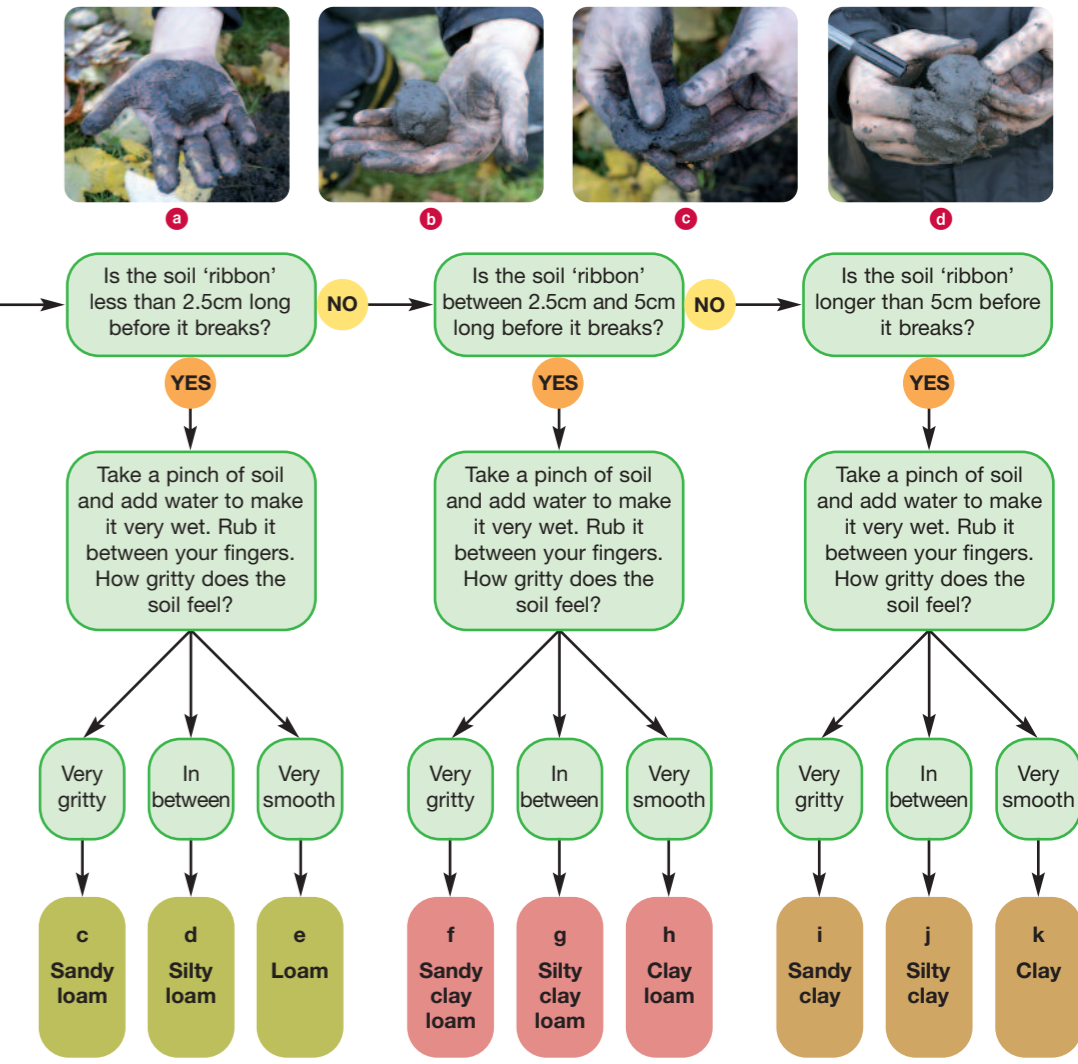 a
b
c
d
Is the soil ‘ribbon’
less than 2.5cm long
before it breaks?
NO
Is the soil ‘ribbon’
between 2.5cm and 5cm
long before it breaks?
NO
Is the soil ‘ribbon’
longer than 5cm before
it breaks?
YES
YES
YES
Take a pinch of soil
and add water to make
it very wet. Rub it
between your fingers.
How gritty does the
soil feel?
Take a pinch of soil
and add water to make
it very wet. Rub it
between your fingers.
How gritty does the
soil feel?
Take a pinch of soil
and add water to make
it very wet. Rub it
between your fingers.
How gritty does the
soil feel?
Very
gritty
In
between
Very
smooth
Very
gritty
In
between
Very
smooth
Very
gritty
In
between
Very
smooth
c
Sandy
loam
d
Silty
loam
e
Loam
f
Sandy
clay
loam
g
Silty
clay
loam
h
Clay
loam
i
Sandy
clay
j
Silty
clay
k
Clay